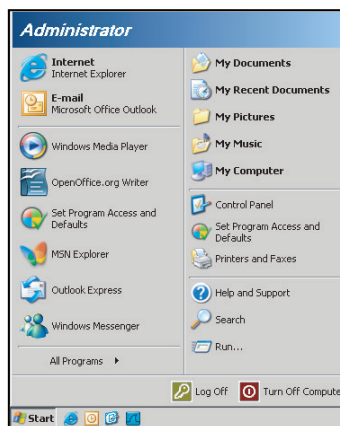 Administrator
Internet
Internet Explorer
E-mail
Microsoft Office Outlook
Windows Media Player
OpenOffice.org Writer
Set Program Access and
Defaults
MSN Explorer
Outlook Express
Windows Messenger
All Programs
My Documents
My Recent Documents
My Pictures
My Music
My Computer
Control Panel
Set Program Access and
Defaults
Printers and Faxes
Help and Support
Search
Run...
Log Off
Turn Off Compute
Start